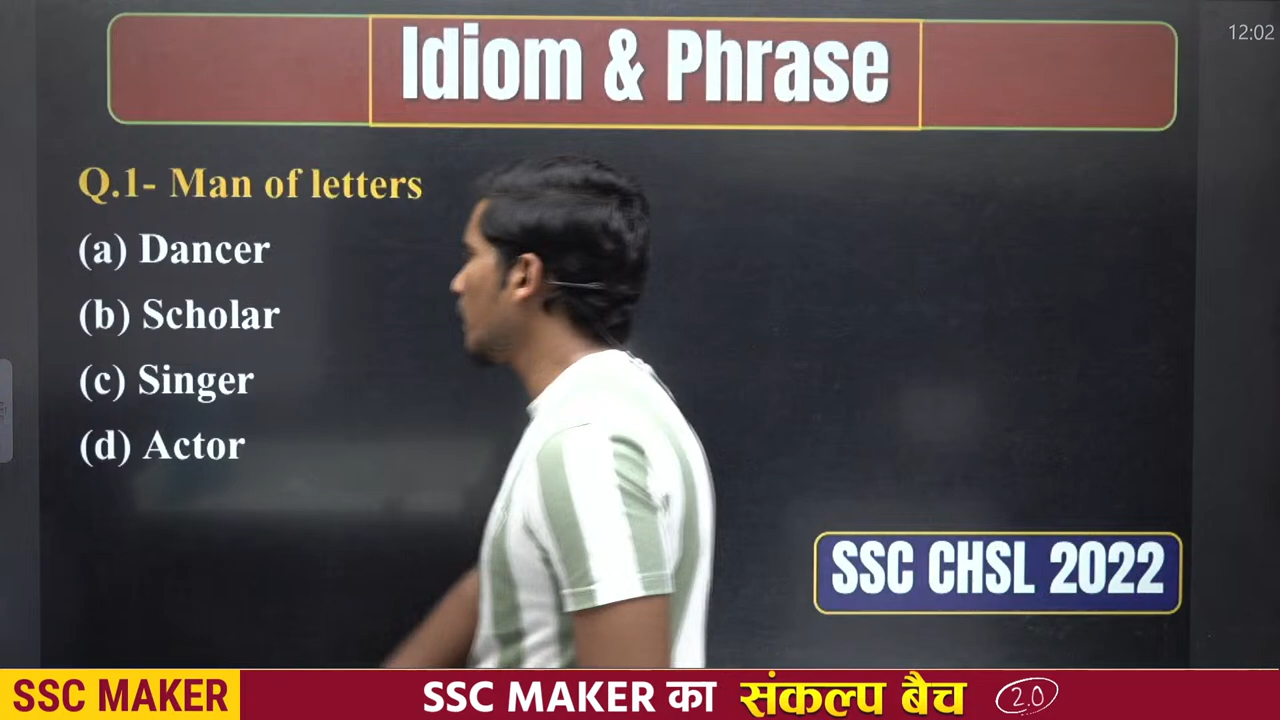 Idiom & Phrase
12:02
Q.1- Man of letters
(a) Dancer
(b) Scholar
(c) Singer
(d) Actor
SSC CHSL 2022
SSC MAKER
SSC MAKER का संकल्प बैच 2.0